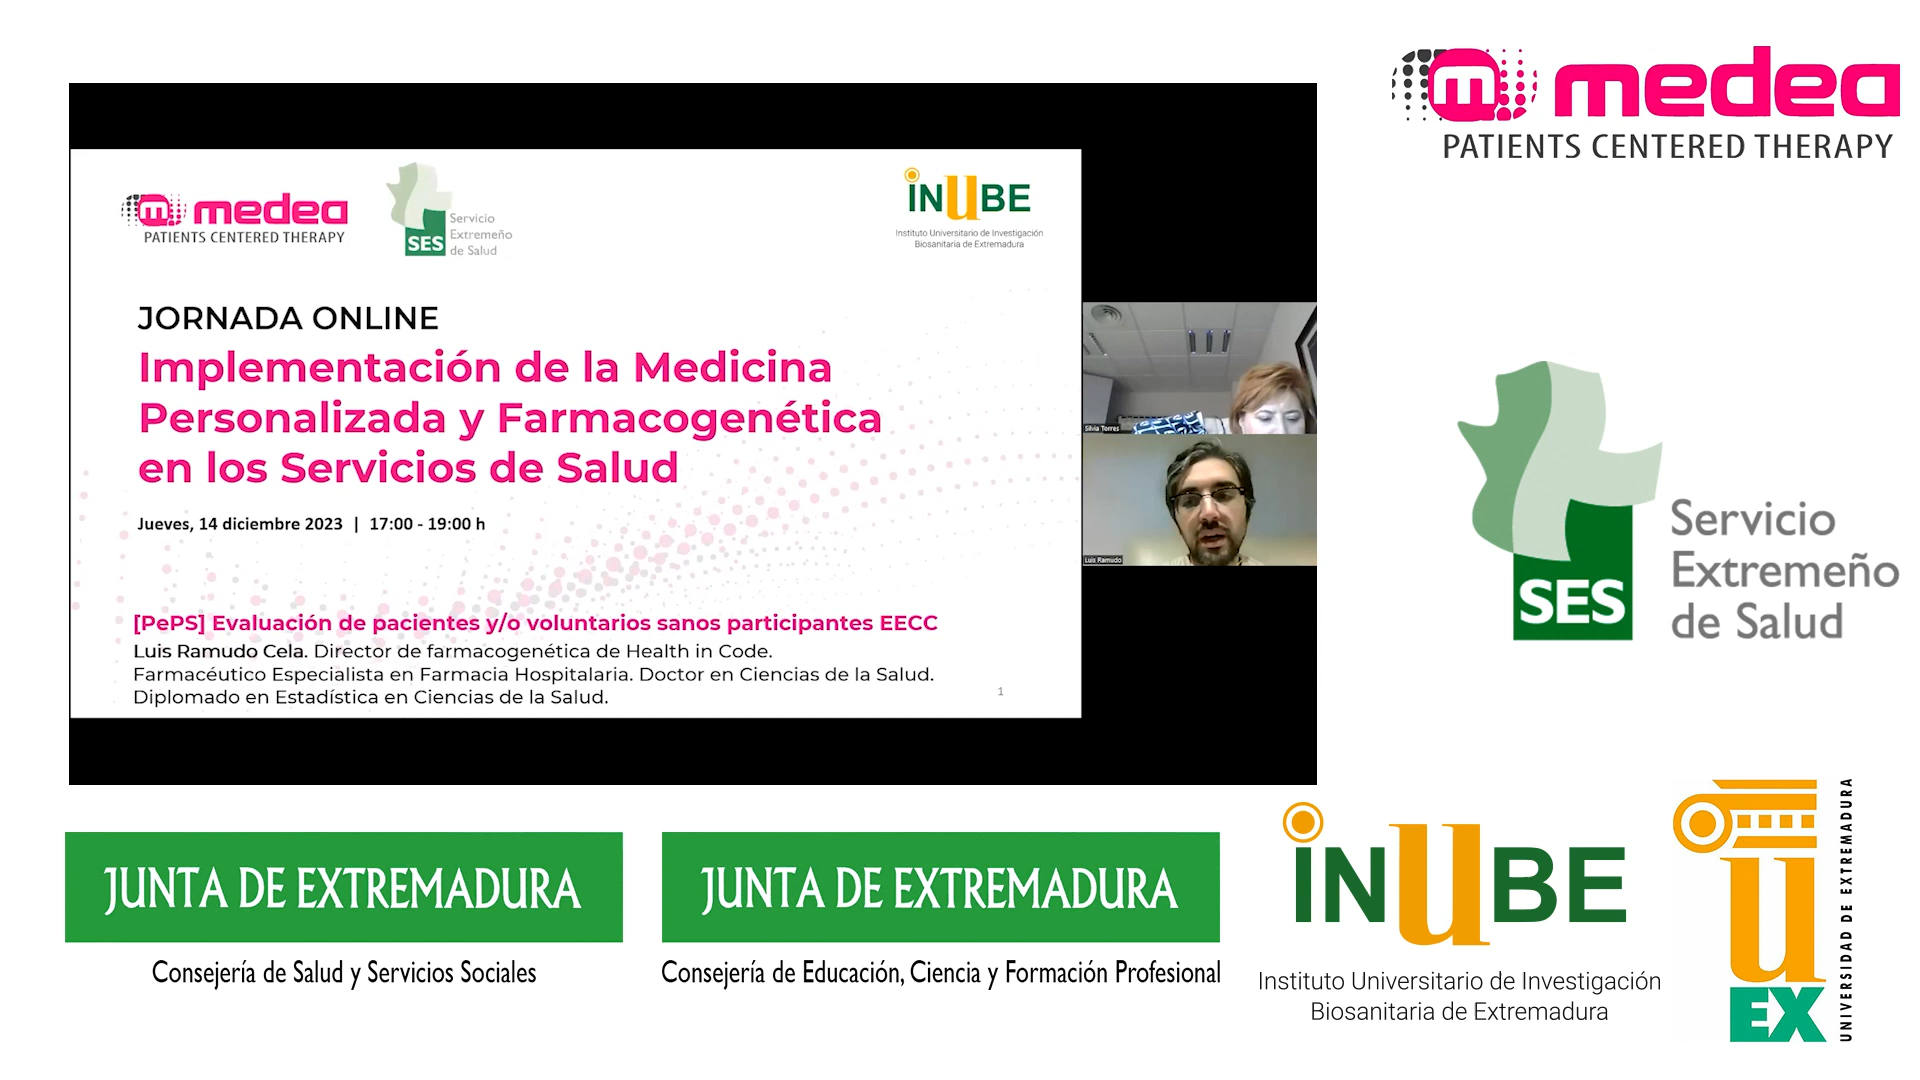 medea
PATIENTS CENTERED THERAPY
SES
Servicio
Extremeño
de Salud
iNUBE
Instituto Universitario de Investigación
Biosanitaria de Extremadura
JORNADA ONLINE
Implementación de la Medicina
Personalizada y Farmacogenética
en los Servicios de Salud
Jueves, 14 diciembre 2023 | 17:00 - 19:00 h
[PePS] Evaluación de pacientes y/o voluntarios sanos participantes EECC
Luis Ramudo Cela. Director de farmacogenética de Health in Code.
Farmacéutico Especialista en Farmacia Hospitalaria. Doctor en Ciencias de la Salud.
Diplomado en Estadística en Ciencias de la Salud.
1
Silvia Torres
Luis Ramudo
m medea
PATIENTS CENTERED THERAPY
SES
Servicio
Extremeño
de Salud
JUNTA DE EXTREMADURA
Consejería de Salud y Servicios Sociales
JUNTA DE EXTREMADURA
Consejería de Educación, Ciencia y Formación Profesional
iNUBE
Instituto Universitario de Investigación
Biosanitaria de Extremadura
U
EX
UNIVERSIDAD DE EXTREMADURA